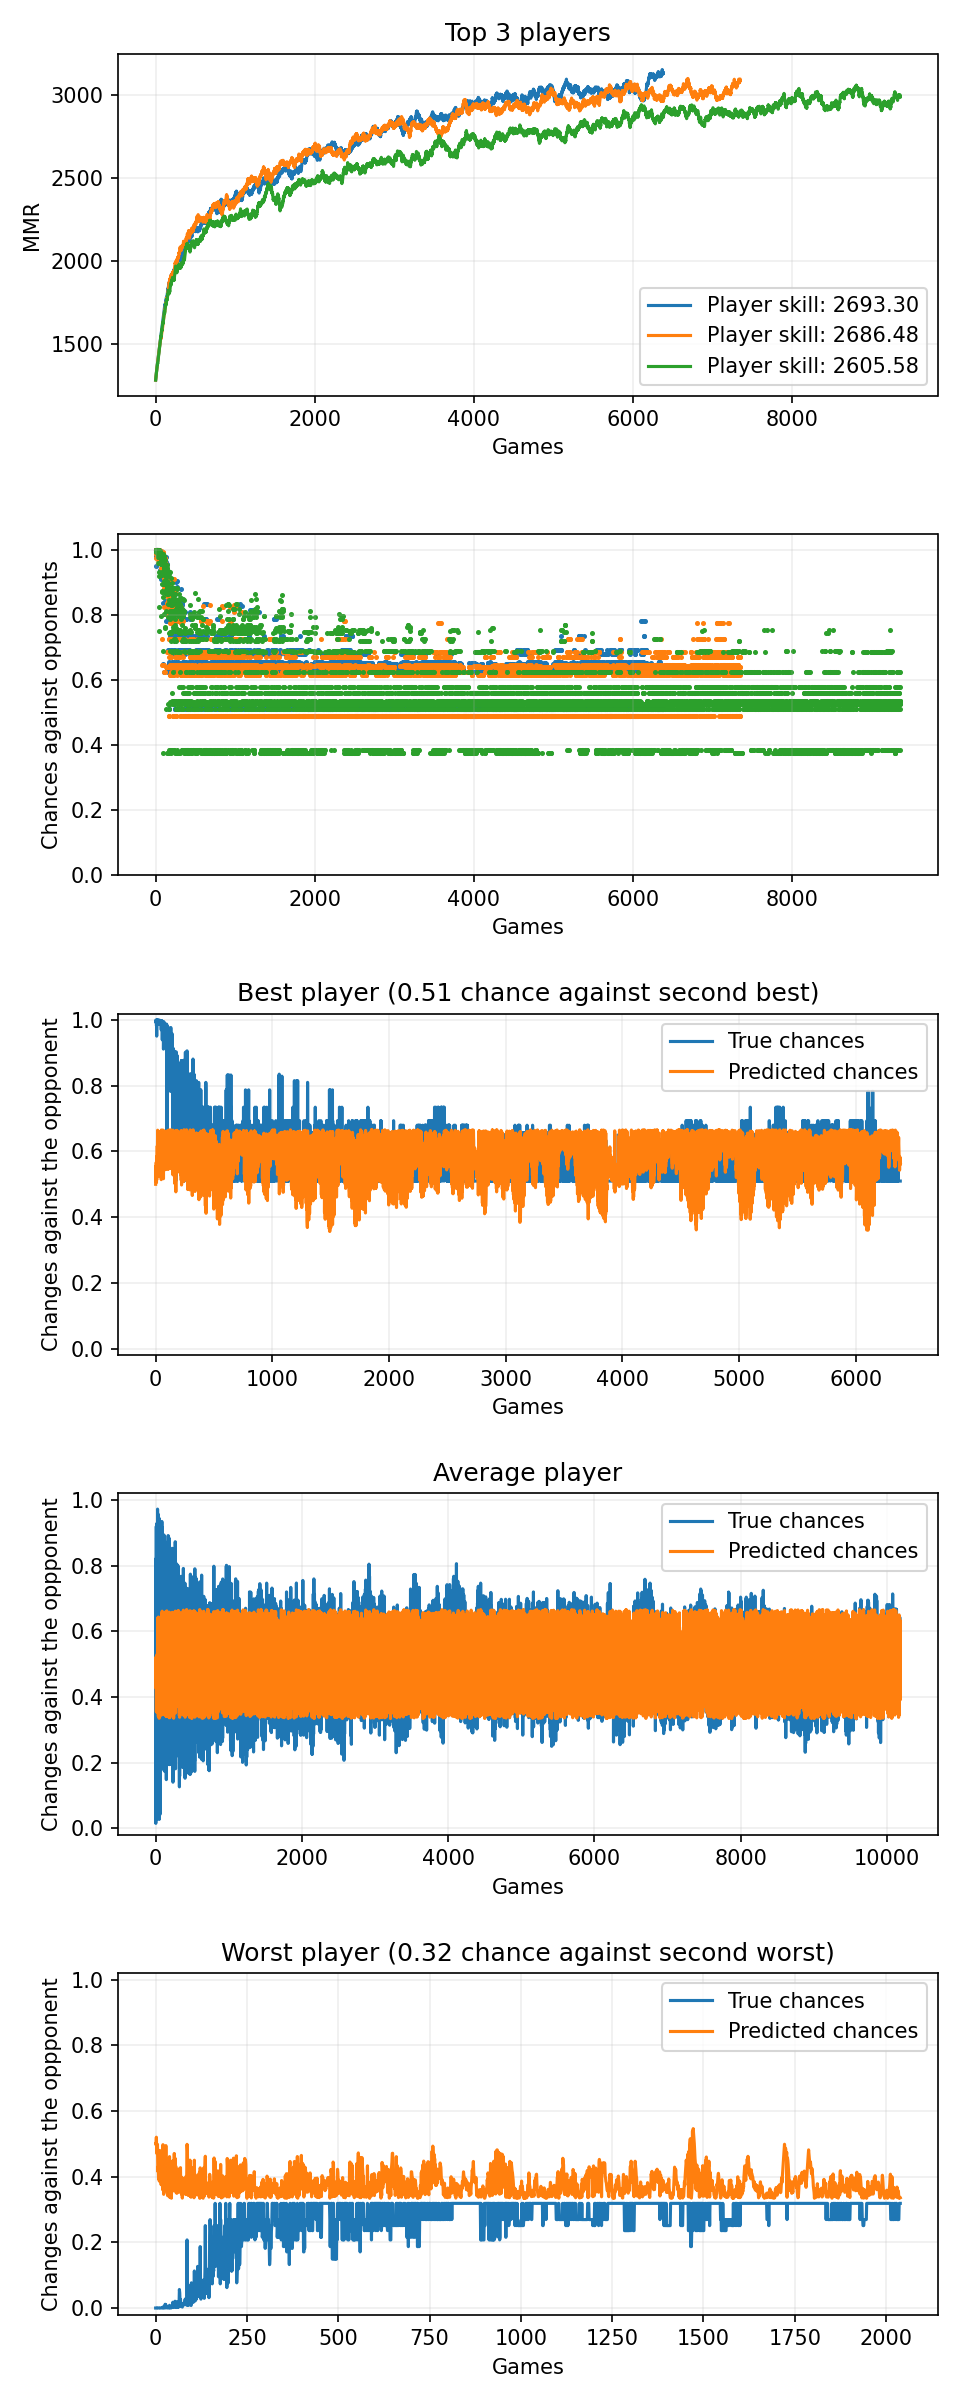 Top 3 players
MMR
3000
2500
2000
1500
Player skill: 2693.30
Player skill: 2686.48
Player skill: 2605.58
0 2000 4000 6000 8000
Games
Chances against opponents
1.0
0.8
0.6
0.4
0.2
0.0
0 2000 4000 6000 8000
Games
Best player (0.51 chance against second best)
Changes against the oppponent
1.0
0.8
0.6
0.4
0.2
0.0
True chances
Predicted chances
0 1000 2000 3000 4000 5000 6000
Games
Average player
Changes against the oppponent
1.0
0.8
0.6
0.4
0.2
0.0
True chances
Predicted chances
0 2000 4000 6000 8000 10000
Games
Worst player (0.32 chance against second worst)
Changes against the oppponent
1.0
0.8
0.6
0.4
0.2
0.0
True chances
Predicted chances
0 250 500 750 1000 1250 1500 1750 2000
Games